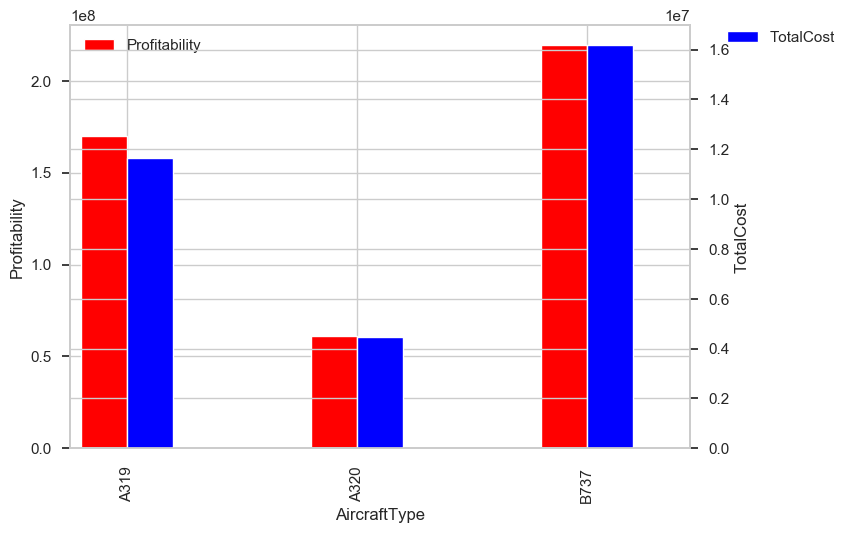 1e8
1e7
Profitability
TotalCost
2.0
1.5
1.0
0.5
0.0
Profitability
1.6
1.4
1.2
1.0
0.8
0.6
0.4
0.2
0.0
TotalCost
A319
A320
B737
AircraftType